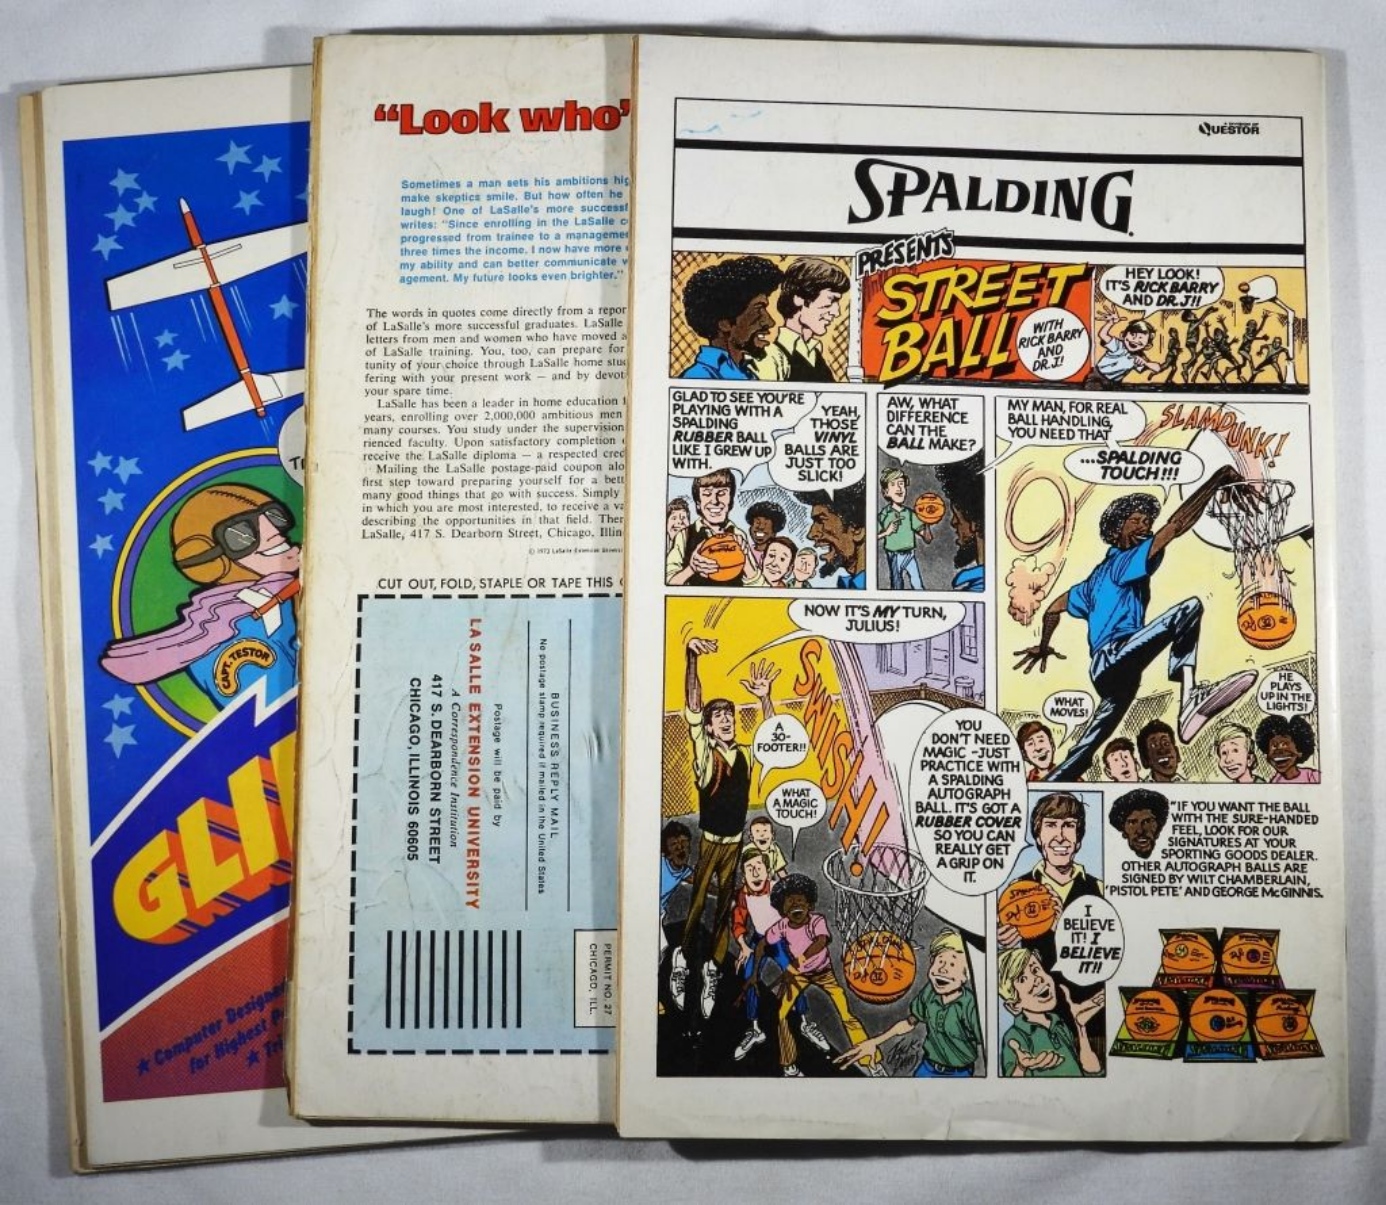 CAPT. TESTOR
GLI
★ Computer Designed
for Highest P
★ Tri
"Look who'
Sometimes a man sets his ambitions hig
make skeptics smile. But how often he
laugh! One of LaSalle's more successf
writes: "Since enrolling in the LaSalle c
progressed from trainee to a manageme
three times the income. I now have more
my ability and can better communicate w
agement. My future looks even brighter."
The words in quotes come directly from a repor
of LaSalle's more successful graduates. LaSalle
letters from men and women who have moved a
of LaSalle training. You, too, can prepare for
tunity of your choice through LaSalle home stud
fering with your present work — and by devot
your spare time.
LaSalle has been a leader in home education f
years, enrolling over 2,000,000 ambitious men
many courses. You study under the supervision
rienced faculty. Upon satisfactory completion
receive the LaSalle diploma — a respected cred
Mailing the LaSalle postage-paid coupon alo
first step toward preparing yourself for a bett
many good things that go with success. Simply
in which you are most interested, to receive a va
describing the opportunities in that field. Then
LaSalle, 417 S. Dearborn Street, Chicago, Illin
CUT OUT, FOLD, STAPLE OR TAPE THIS
BUSINESS REPLY MAIL
No postage stamp required if mailed in the United States
Postage will be paid by
LA SALLE EXTENSION UNIVERSITY
A Correspondence Institution
417 S. DEARBORN STREET
CHICAGO, ILLINOIS 60605
PERMIT NO. 27
CHICAGO, ILL.
QUESTOR
SPALDING
PRESENTS
STREET
BALL
WITH
RICK BARRY
AND
DR.J!
HEY LOOK!
IT'S RICK BARRY
AND DR.J!!
GLAD TO SEE YOU'RE
PLAYING WITH A
SPALDING
RUBBER BALL
LIKE I GREW UP
WITH.
YEAH,
THOSE
VINYL
BALLS ARE
JUST TOO
SLICK!
AW, WHAT
DIFFERENCE
CAN THE
BALL MAKE?
MY MAN, FOR REAL
BALL HANDLING,
YOU NEED THAT
...SPALDING
TOUCH!!!
SLAMDUNK!
WHAT
MOVES!
HE
PLAYS
UP IN THE
LIGHTS!
NOW IT'S MY TURN,
JULIUS!
SWISH!
A
30-
FOOTER!!
WHAT
A MAGIC
TOUCH!
YOU
DON'T NEED
MAGIC -JUST
PRACTICE WITH
A SPALDING
AUTOGRAPH
BALL. IT'S GOT A
RUBBER COVER
SO YOU CAN
REALLY GET
A GRIP ON
IT.
I
BELIEVE
IT! I
BELIEVE
IT!!
"IF YOU WANT THE BALL
WITH THE SURE-HANDED
FEEL, LOOK FOR OUR
SIGNATURES AT YOUR
SPORTING GOODS DEALER.
OTHER AUTOGRAPH BALLS ARE
SIGNED BY WILT CHAMBERLAIN,
'PISTOL PETE' AND GEORGE McGINNIS.